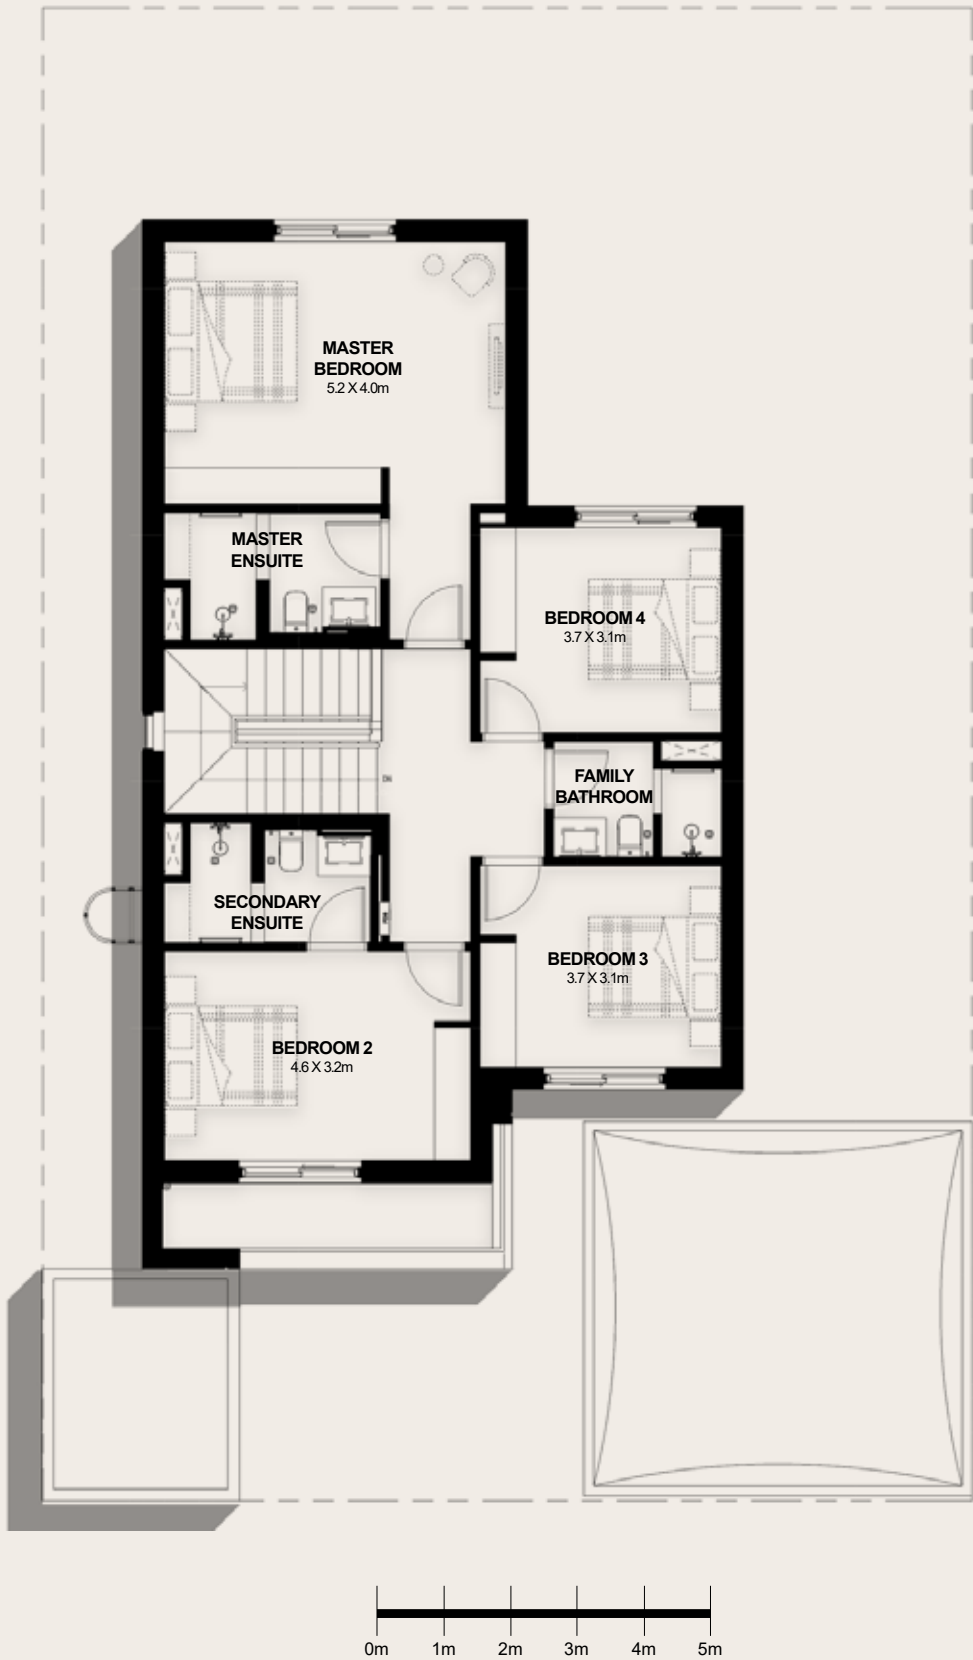 MASTER
BEDROOM
5.2 X 4.0m
MASTER
ENSUITE
BEDROOM 4
3.7 X 3.1m
FAMILY
BATHROOM
SECONDARY
ENSUITE
BEDROOM 3
3.7 X 3.1m
BEDROOM 2
4.6 X 3.2m
0m 1m 2m 3m 4m 5m